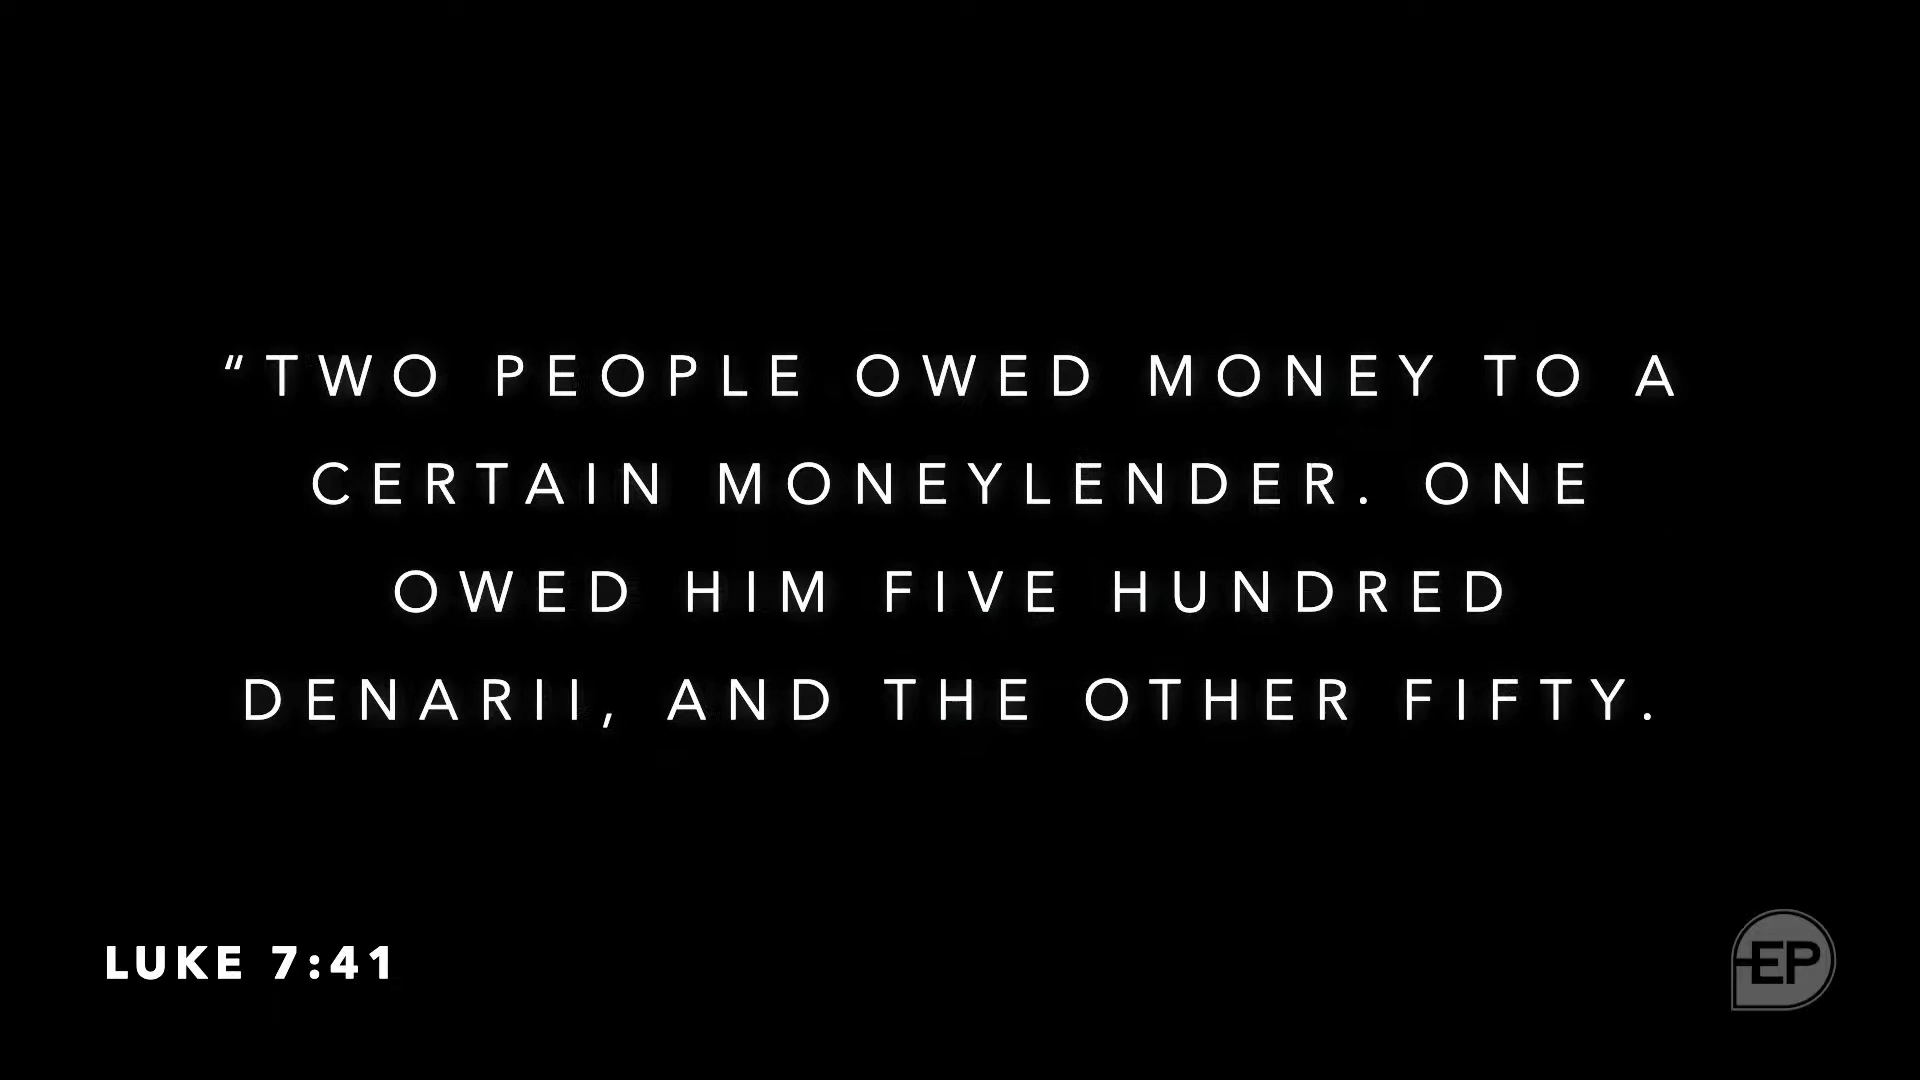 “TWO PEOPLE OWED MONEY TO A
CERTAIN MONEYLENDER. ONE
OWED HIM FIVE HUNDRED
DENARII, AND THE OTHER FIFTY.
LUKE 7:41
EP